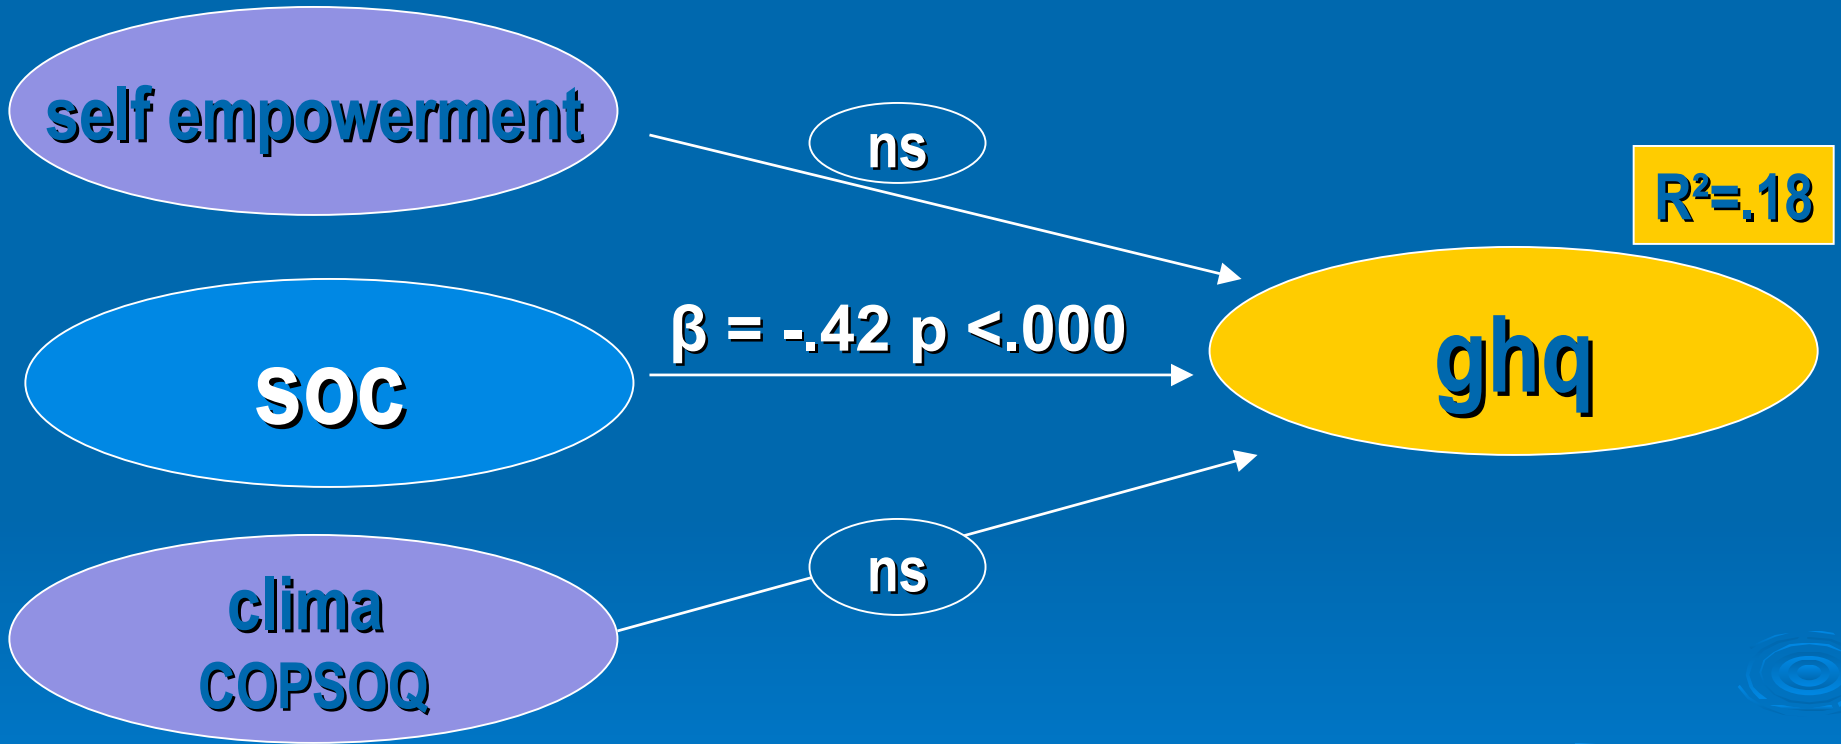 self empowerment
ns
R²=.18
β = -.42 p <.000
soc
ghq
ns
clima
COPSOQ